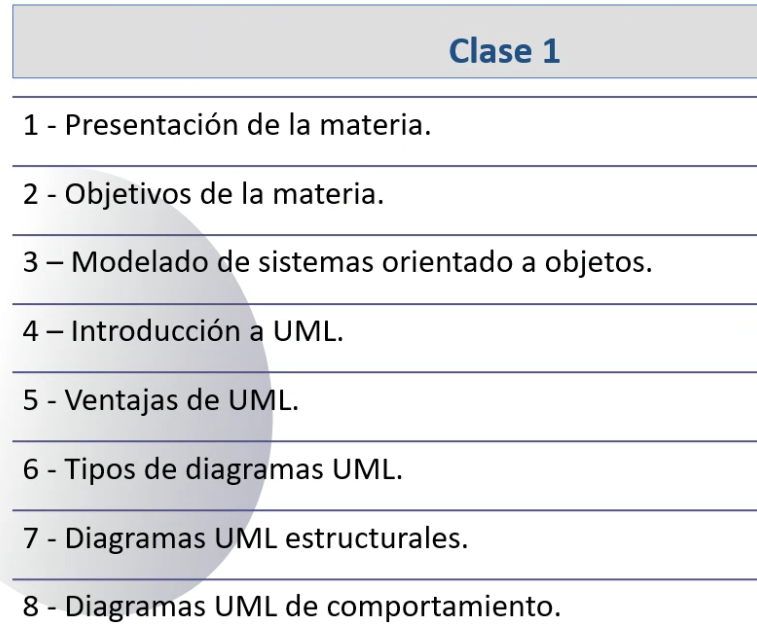 Clase 1
1 - Presentación de la materia.
2 - Objetivos de la materia.
3 – Modelado de sistemas orientado a objetos.
4 – Introducción a UML.
5 - Ventajas de UML.
6 - Tipos de diagramas UML.
7 - Diagramas UML estructurales.
8 - Diagramas UML de comportamiento.